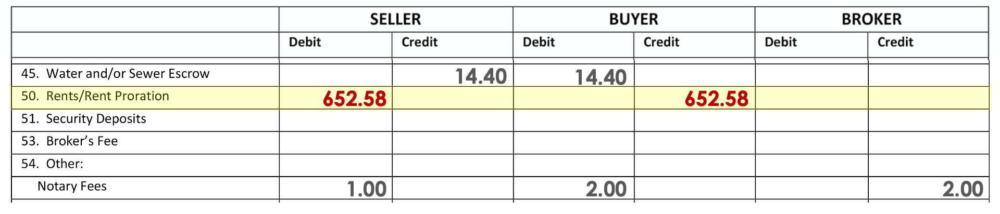 SELLER BUYER BROKER
Debit Credit Debit Credit Debit Credit
45. Water and/or Sewer Escrow 14.40 14.40
50. Rents/Rent Proration 652.58 652.58
51. Security Deposits
53. Broker’s Fee
54. Other:
Notary Fees 1.00 2.00 2.00